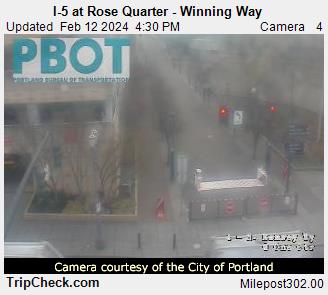 I-5 at Rose Quarter - Winning Way
Updated Feb 12 2024 4:30 PM Camera 4
PBOT
PORTLAND BUREAU OF TRANSPORTATION
Camera courtesy of the City of Portland
TripCheck.com Milepost302.00